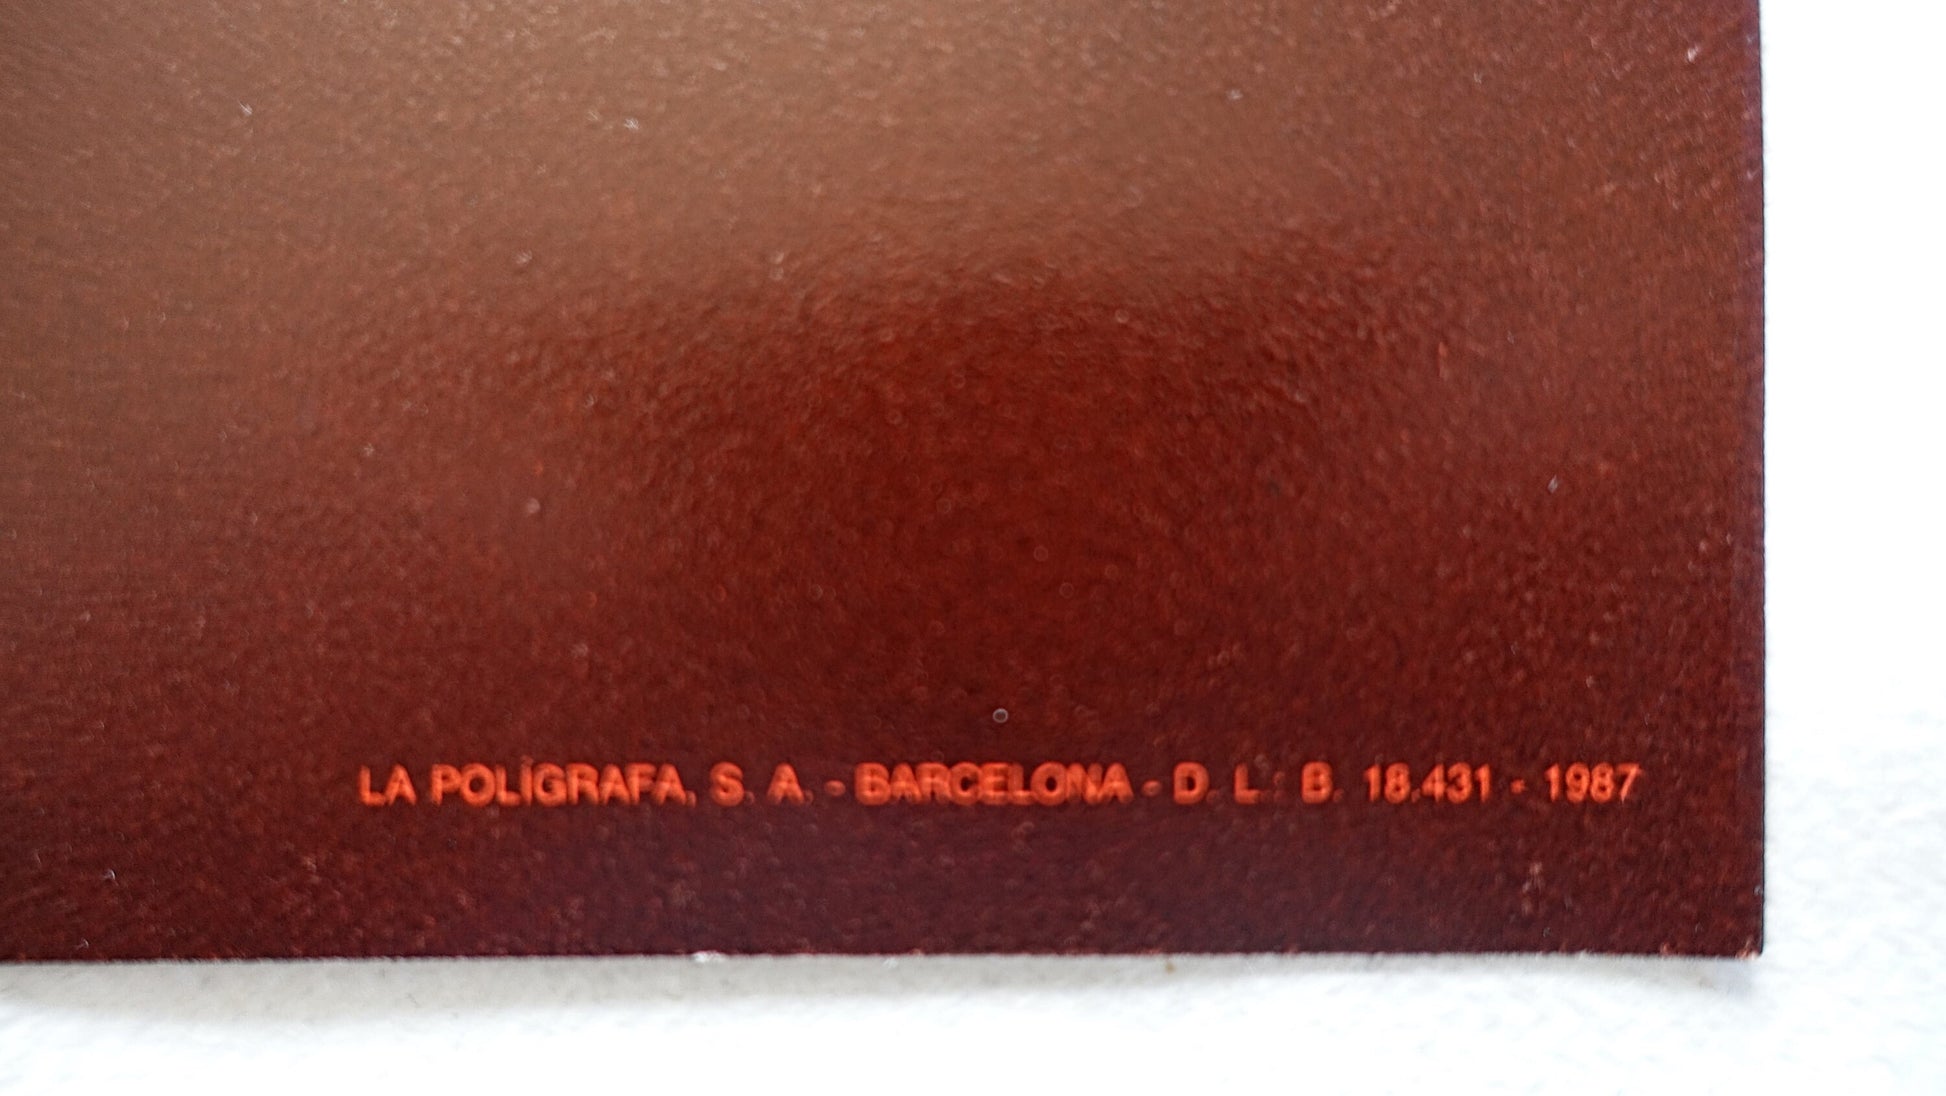 LA POLÍGRAFA, S. A. - BARCELONA - D. L.: B. 18.431 - 1987